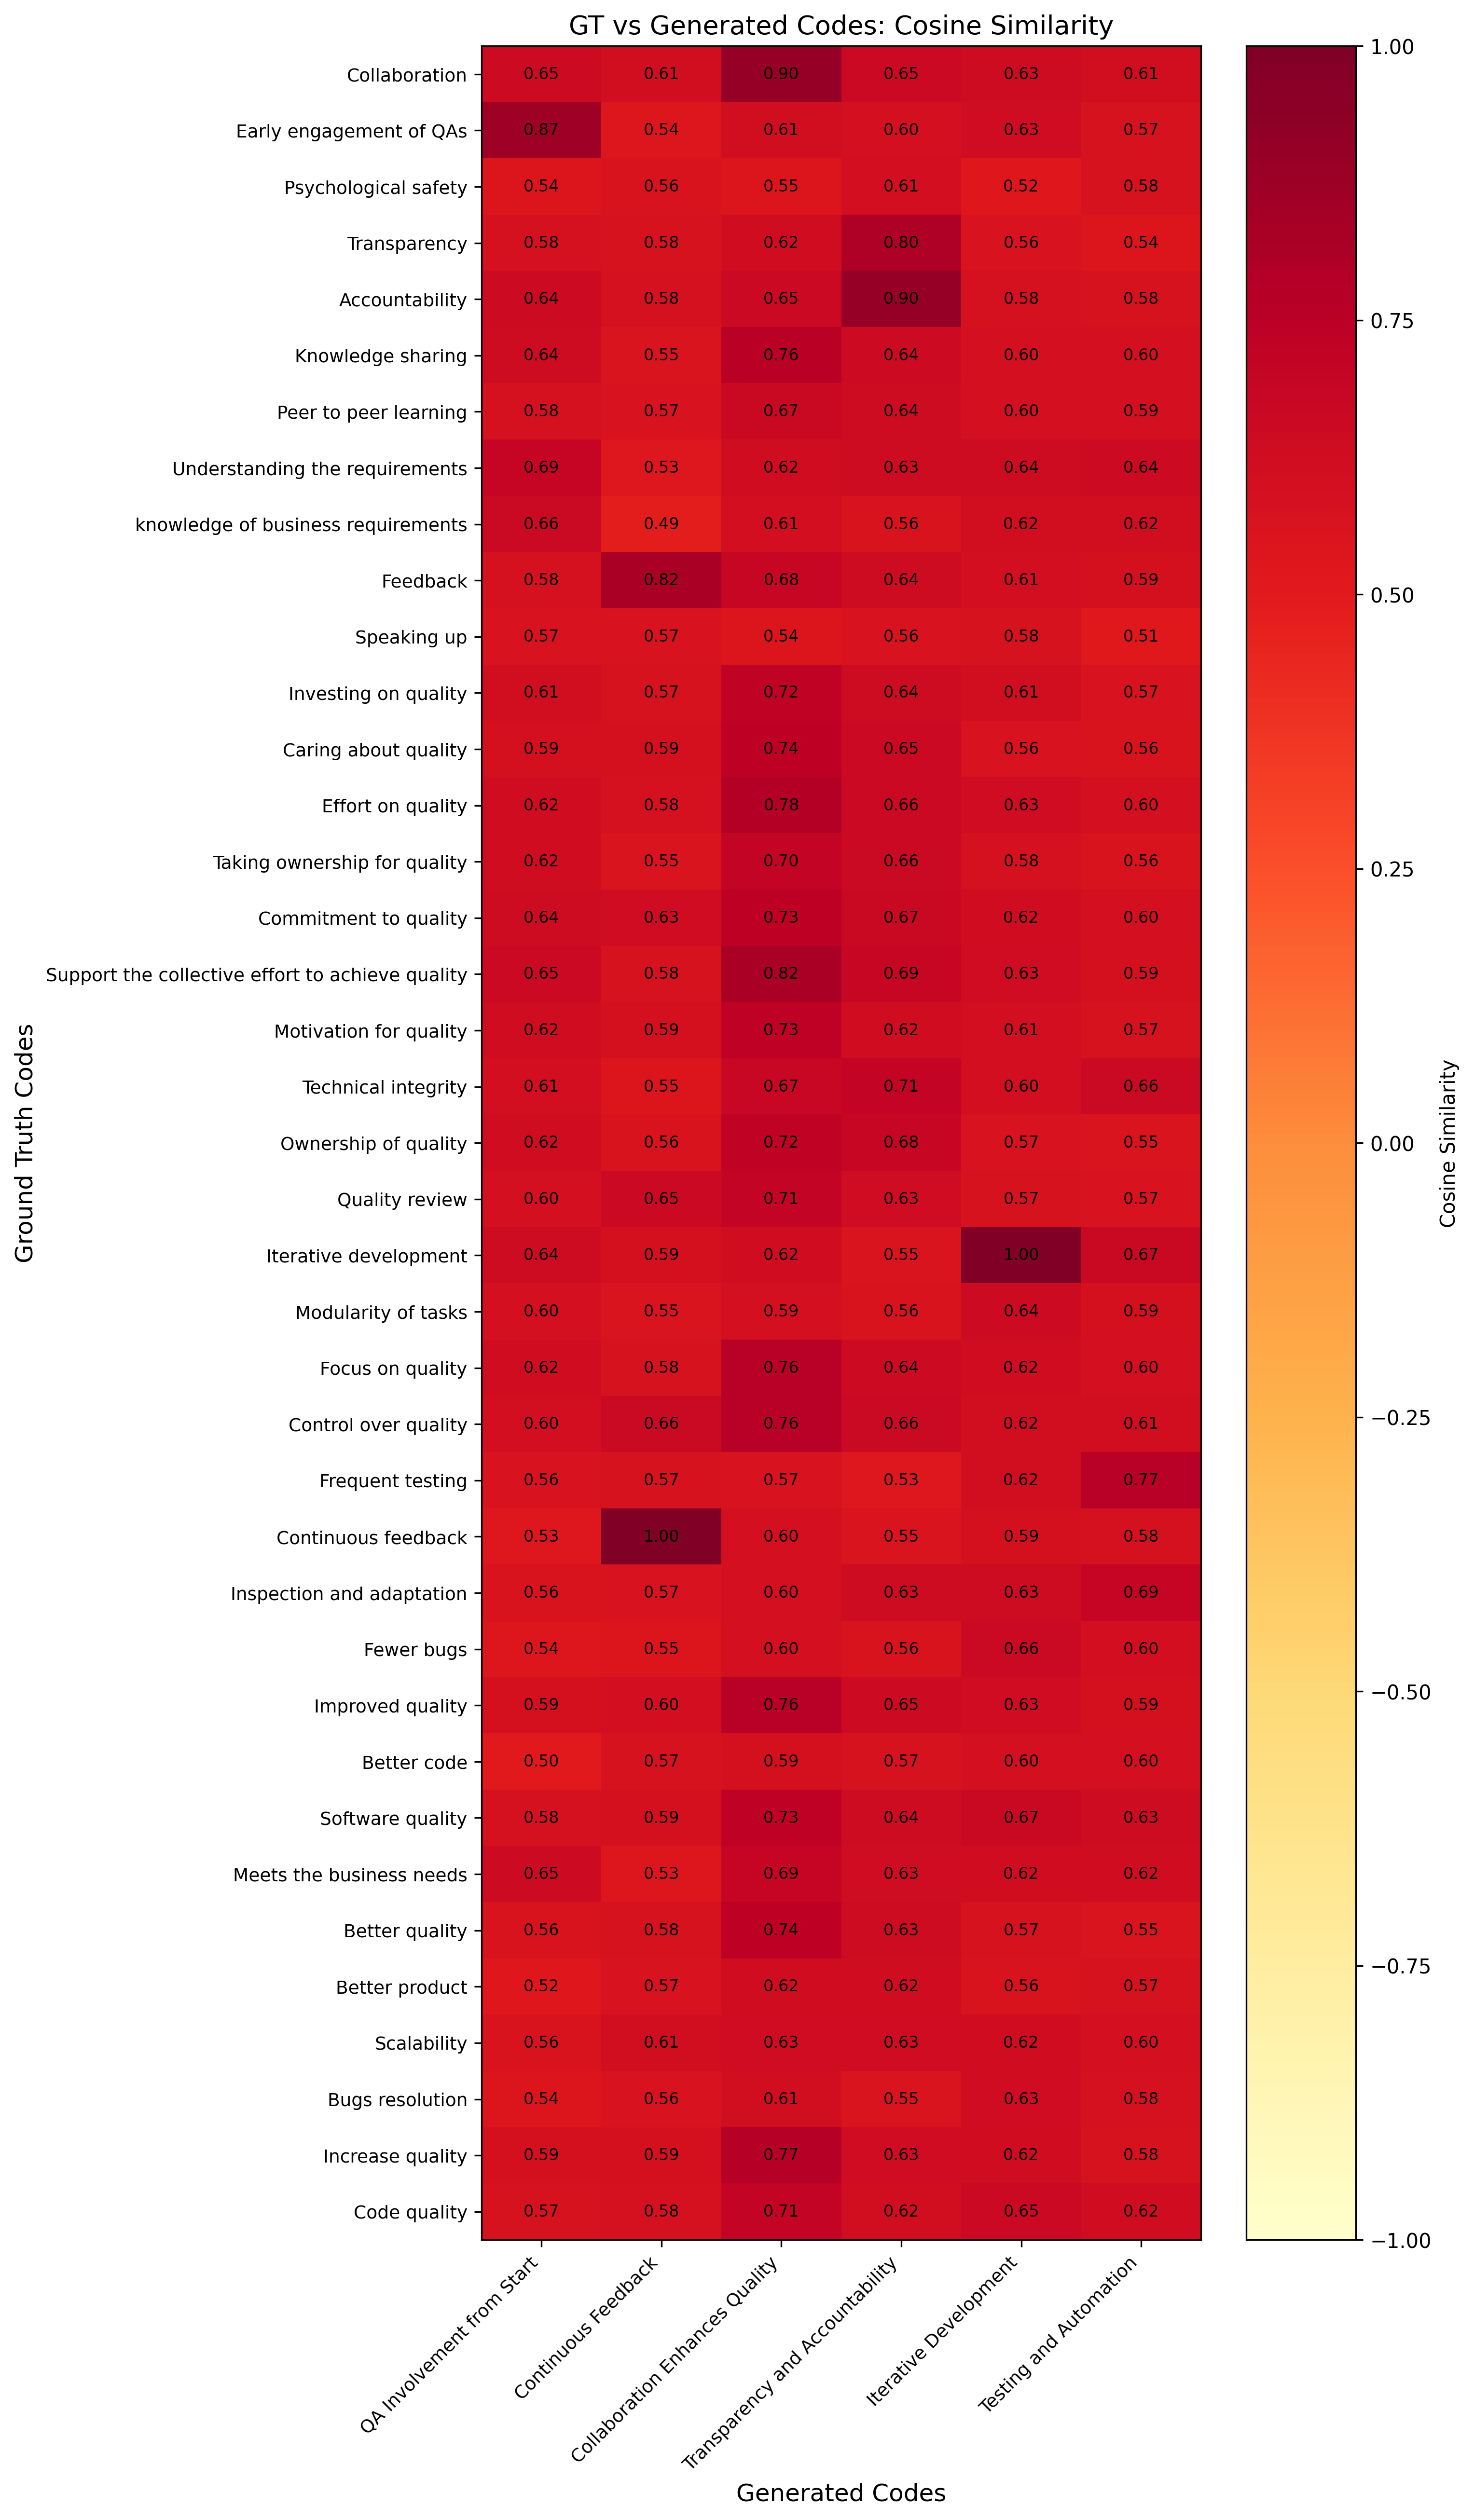 GT vs Generated Codes: Cosine Similarity
Collaboration 0.65 0.61 0.90 0.65 0.63 0.61
Early engagement of QAs 0.87 0.54 0.61 0.60 0.63 0.57
Psychological safety 0.54 0.56 0.55 0.61 0.52 0.58
Transparency 0.58 0.58 0.62 0.80 0.56 0.54
Accountability 0.64 0.58 0.65 0.90 0.58 0.58
Knowledge sharing 0.64 0.55 0.76 0.64 0.60 0.60
Peer to peer learning 0.58 0.57 0.67 0.64 0.60 0.59
Understanding the requirements 0.69 0.53 0.62 0.63 0.64 0.64
knowledge of business requirements 0.66 0.49 0.61 0.56 0.62 0.62
Feedback 0.58 0.82 0.68 0.64 0.61 0.59
Speaking up 0.57 0.57 0.54 0.56 0.58 0.51
Investing on quality 0.61 0.57 0.72 0.64 0.61 0.57
Caring about quality 0.59 0.59 0.74 0.65 0.56 0.56
Effort on quality 0.62 0.58 0.78 0.66 0.63 0.60
Taking ownership for quality 0.62 0.55 0.70 0.66 0.58 0.56
Commitment to quality 0.64 0.63 0.73 0.67 0.62 0.60
Support the collective effort to achieve quality 0.65 0.58 0.82 0.69 0.63 0.59
Motivation for quality 0.62 0.59 0.73 0.62 0.61 0.57
Technical integrity 0.61 0.55 0.67 0.71 0.60 0.66
Ownership of quality 0.62 0.56 0.72 0.68 0.57 0.55
Quality review 0.60 0.65 0.71 0.63 0.57 0.57
Iterative development 0.64 0.59 0.62 0.55 1.00 0.67
Modularity of tasks 0.60 0.55 0.59 0.56 0.64 0.59
Focus on quality 0.62 0.58 0.76 0.64 0.62 0.60
Control over quality 0.60 0.66 0.76 0.66 0.62 0.61
Frequent testing 0.56 0.57 0.57 0.53 0.62 0.77
Continuous feedback 0.53 1.00 0.60 0.55 0.59 0.58
Inspection and adaptation 0.56 0.57 0.60 0.63 0.63 0.69
Fewer bugs 0.54 0.55 0.60 0.56 0.66 0.60
Improved quality 0.59 0.60 0.76 0.65 0.63 0.59
Better code 0.50 0.57 0.59 0.57 0.60 0.60
Software quality 0.58 0.59 0.73 0.64 0.67 0.63
Meets the business needs 0.65 0.53 0.69 0.63 0.62 0.62
Better quality 0.56 0.58 0.74 0.63 0.57 0.55
Better product 0.52 0.57 0.62 0.62 0.56 0.57
Scalability 0.56 0.61 0.63 0.63 0.62 0.60
Bugs resolution 0.54 0.56 0.61 0.55 0.63 0.58
Increase quality 0.59 0.59 0.77 0.63 0.62 0.58
Code quality 0.57 0.58 0.71 0.62 0.65 0.62
Ground Truth Codes
QA Involvement from Start
Continuous Feedback
Collaboration Enhances Quality
Transparency and Accountability
Iterative Development
Testing and Automation
Generated Codes
1.00
0.75
0.50
0.25
0.00
−0.25
−0.50
−0.75
−1.00
Cosine Similarity